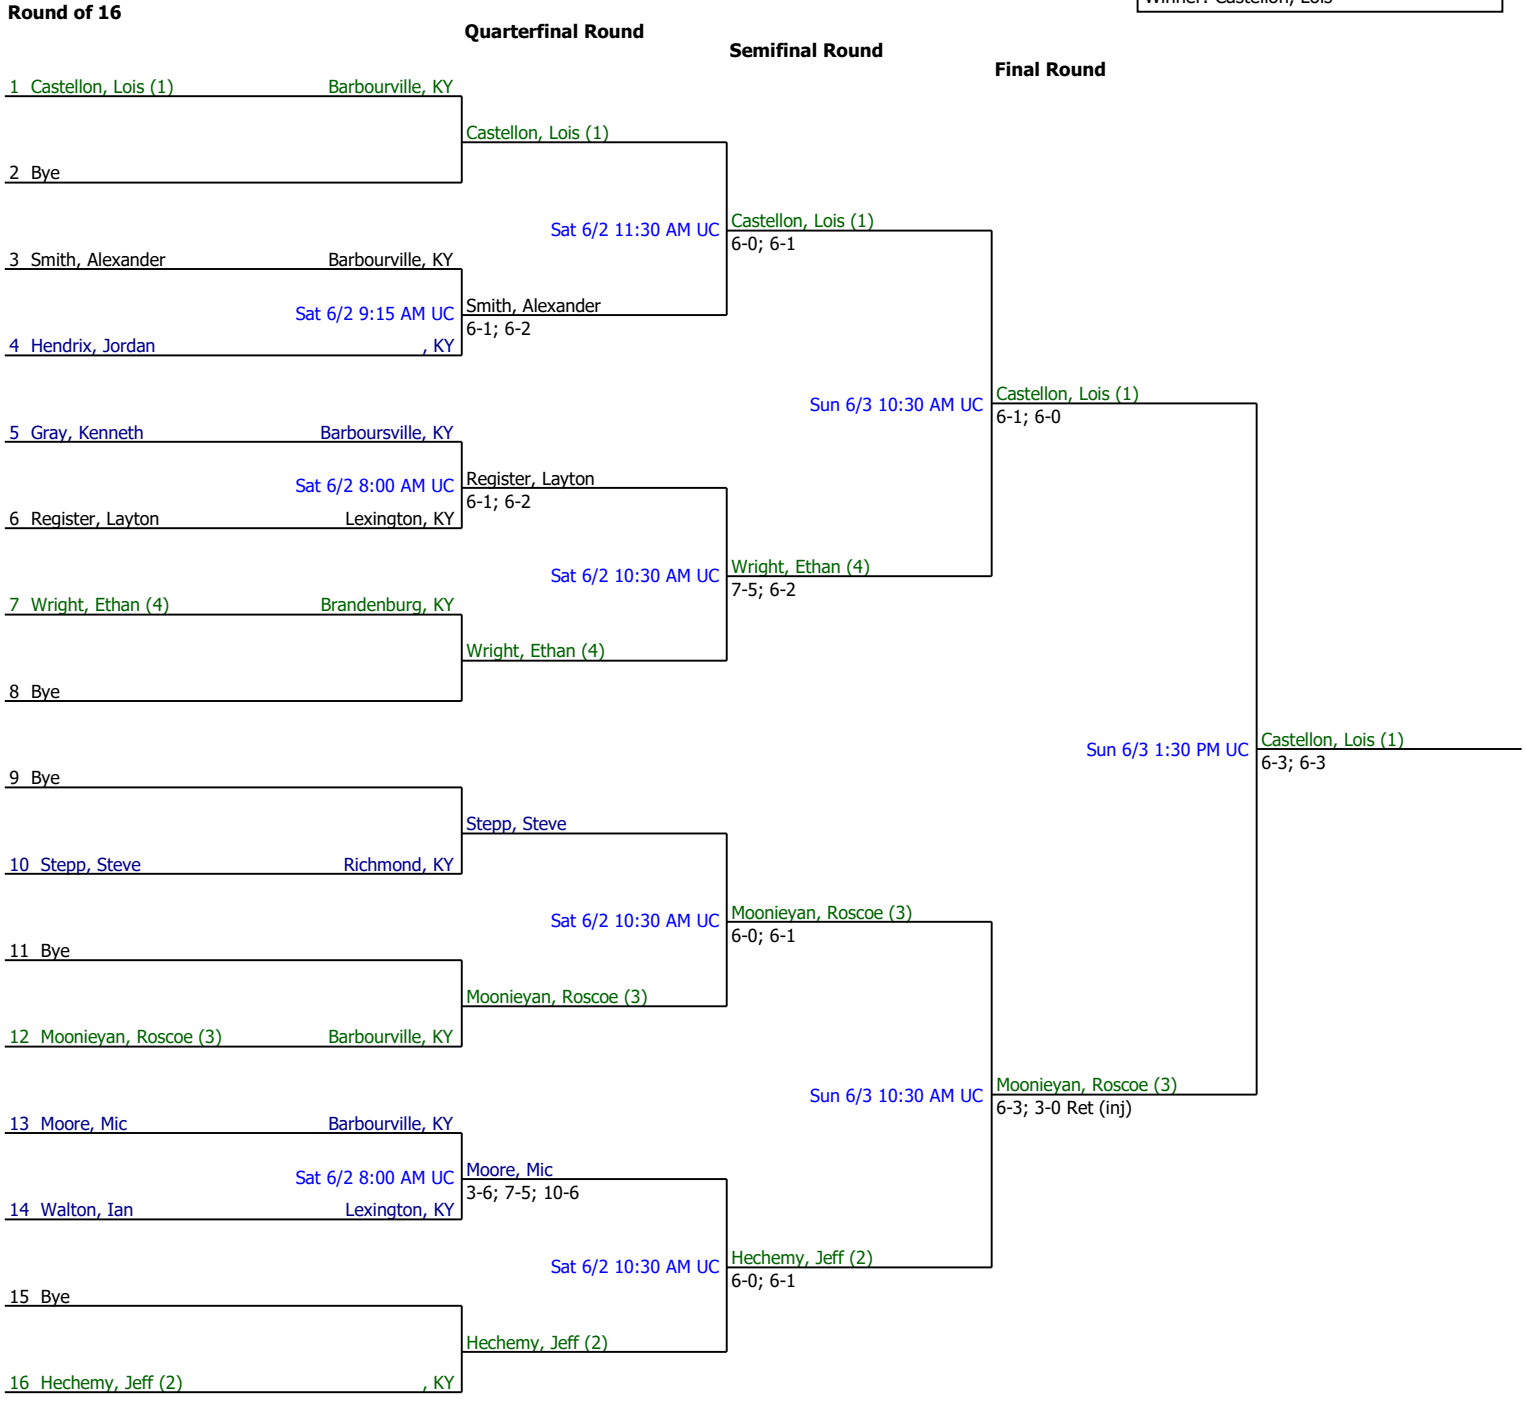 Winner: Castellon, Lois
Round of 16
Quarterfinal Round
Semifinal Round
Final Round
1 Castellon, Lois (1) Barbourville, KY
Castellon, Lois (1)
2 Bye
Sat 6/2 11:30 AM UC Castellon, Lois (1)
6-0; 6-1
3 Smith, Alexander Barbourville, KY
Sat 6/2 9:15 AM UC Smith, Alexander
6-1; 6-2
4 Hendrix, Jordan , KY
Sun 6/3 10:30 AM UC Castellon, Lois (1)
6-1; 6-0
5 Gray, Kenneth Barboursville, KY
Sat 6/2 8:00 AM UC Register, Layton
6-1; 6-2
6 Register, Layton Lexington, KY
Sat 6/2 10:30 AM UC Wright, Ethan (4)
7-5; 6-2
7 Wright, Ethan (4) Brandenburg, KY
Wright, Ethan (4)
8 Bye
Sun 6/3 1:30 PM UC Castellon, Lois (1)
6-3; 6-3
9 Bye
Stepp, Steve
10 Stepp, Steve Richmond, KY
Sat 6/2 10:30 AM UC Moonieyan, Roscoe (3)
6-0; 6-1
11 Bye
Moonieyan, Roscoe (3)
12 Moonieyan, Roscoe (3) Barbourville, KY
Sun 6/3 10:30 AM UC Moonieyan, Roscoe (3)
6-3; 3-0 Ret (inj)
13 Moore, Mic Barbourville, KY
Sat 6/2 8:00 AM UC Moore, Mic
3-6; 7-5; 10-6
14 Walton, Ian Lexington, KY
Sat 6/2 10:30 AM UC Hechemy, Jeff (2)
6-0; 6-1
15 Bye
Hechemy, Jeff (2)
16 Hechemy, Jeff (2) , KY